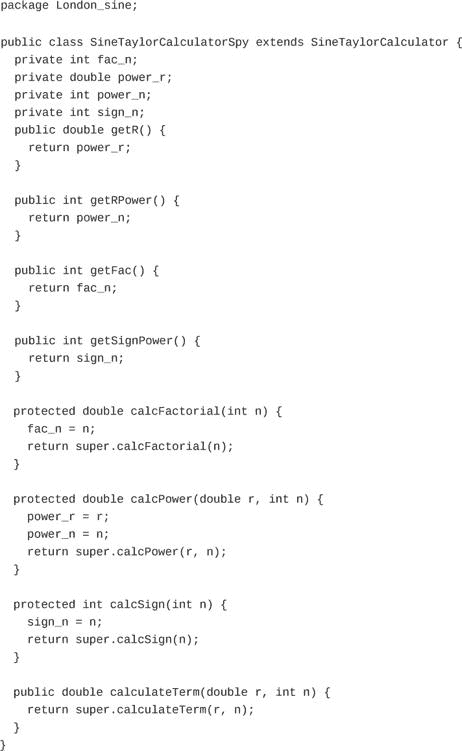 package London_sine;

public class SineTaylorCalculatorSpy extends SineTaylorCalculator {
  private int fac_n;
  private double power_r;
  private int power_n;
  private int sign_n;
  public double getR() {
    return power_r;
  }

  public int getRPower() {
    return power_n;
  }

  public int getFac() {
    return fac_n;
  }

  public int getSignPower() {
    return sign_n;
  }

  protected double calcFactorial(int n) {
    fac_n = n;
    return super.calcFactorial(n);
  }

  protected double calcPower(double r, int n) {
    power_r = r;
    power_n = n;
    return super.calcPower(r, n);
  }

  protected int calcSign(int n) {
    sign_n = n;
    return super.calcSign(n);
  }

  public double calculateTerm(double r, int n) {
    return super.calculateTerm(r, n);
  }
}